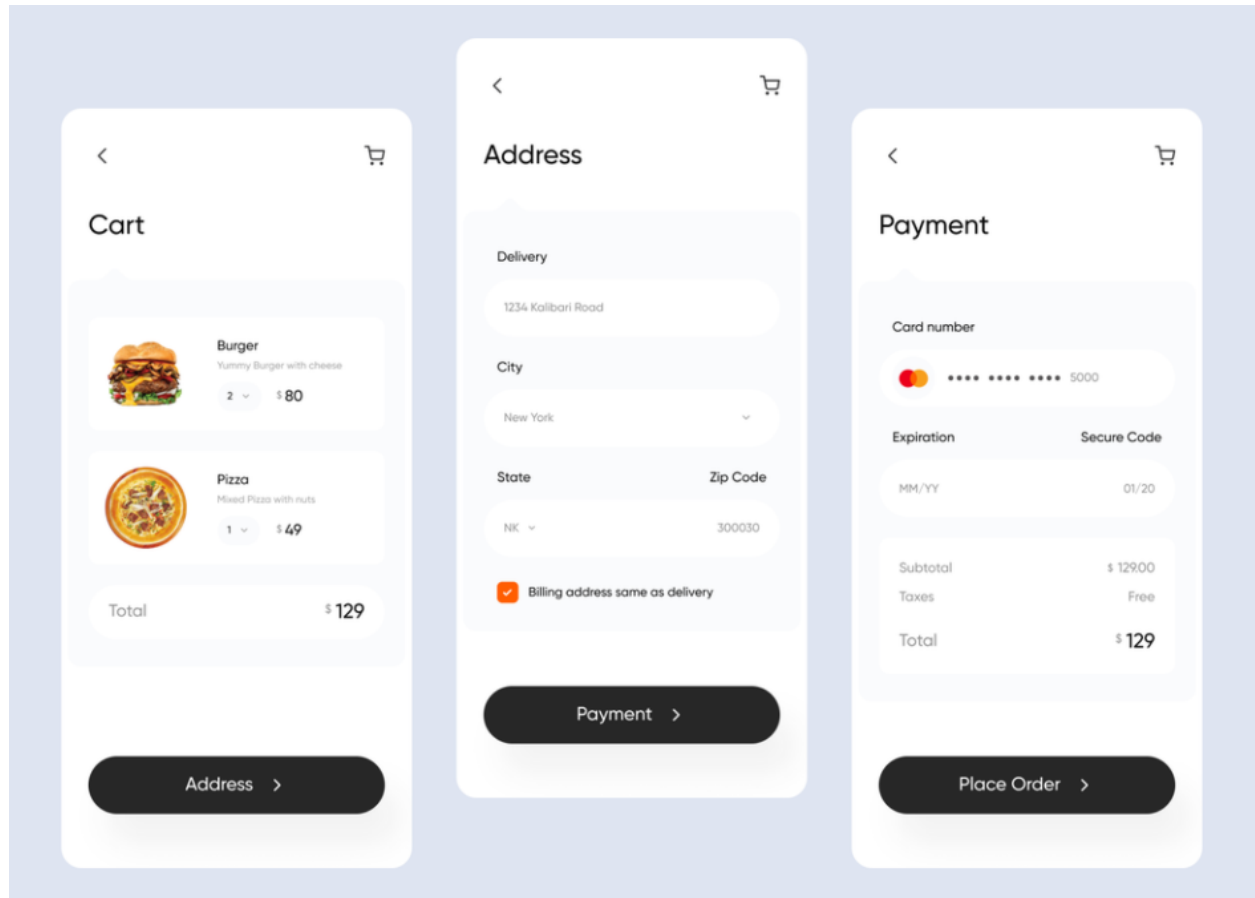 Cart
Burger
Yummy Burger with cheese
2 $ 80
Pizza
Mixed Pizza with nuts
1 $ 49
Total $ 129
Address
Address
Delivery
1234 Kalibari Road
City
New York
State Zip Code
NK 300030
Billing address same as delivery
Payment
Payment
Card number
•••• •••• •••• 5000
Expiration Secure Code
MM/YY 01/20
Subtotal $ 129.00
Taxes Free
Total $ 129
Place Order